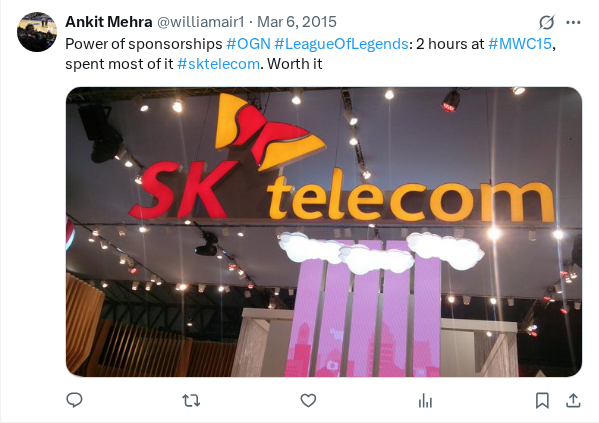 Ankit Mehra @williamair1 · Mar 6, 2015
Power of sponsorships #OGN #LeagueOfLegends: 2 hours at #MWC15,
spent most of it #sktelecom. Worth it
SK telecom